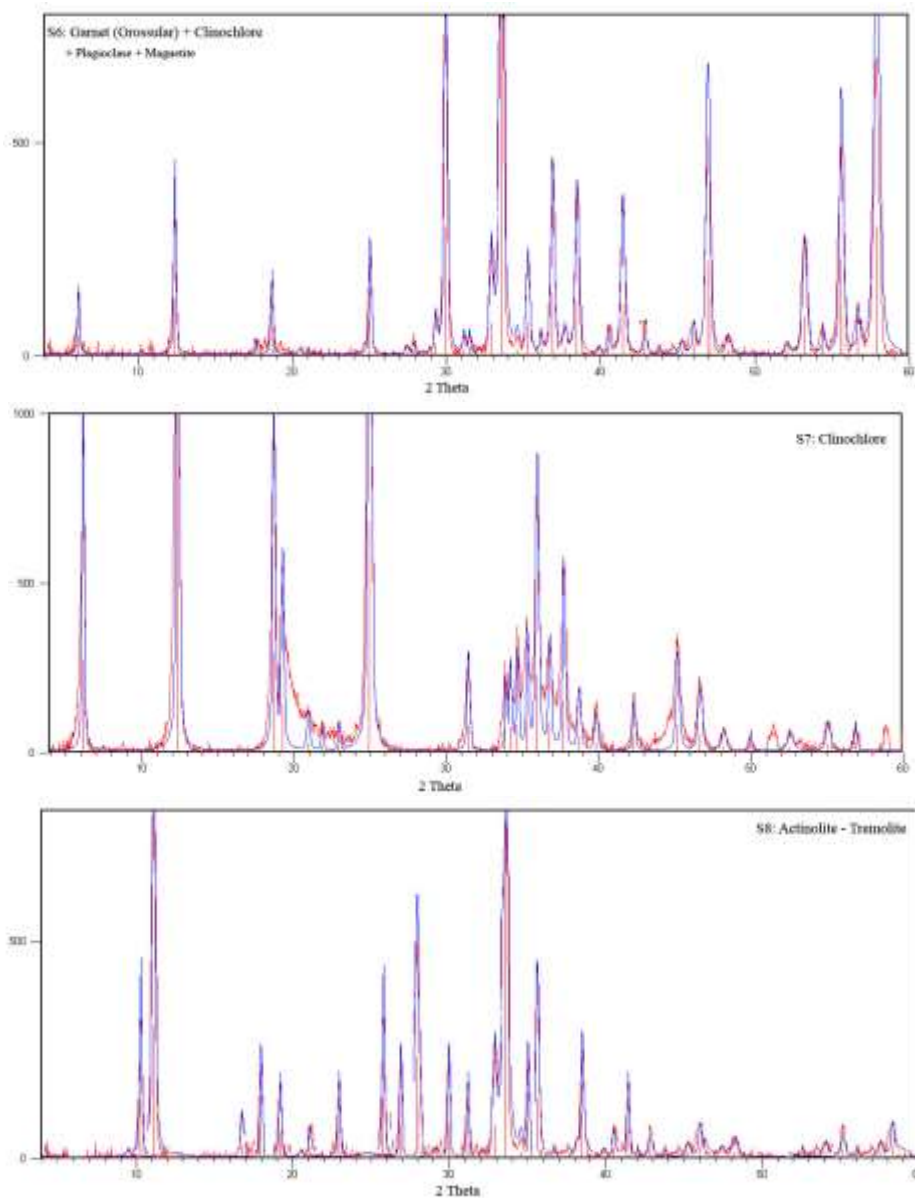 S6: Garnet (Grossular) + Clinochlore
+ Plagioclase + Magnetite
500
0
10 20 30 40 50 60
2 Theta
1000
S7: Clinochlore
500
0
10 20 30 40 50 60
2 Theta
S8: Actinolite - Tremolite
500
0
10 20 30 40 50
2 Theta